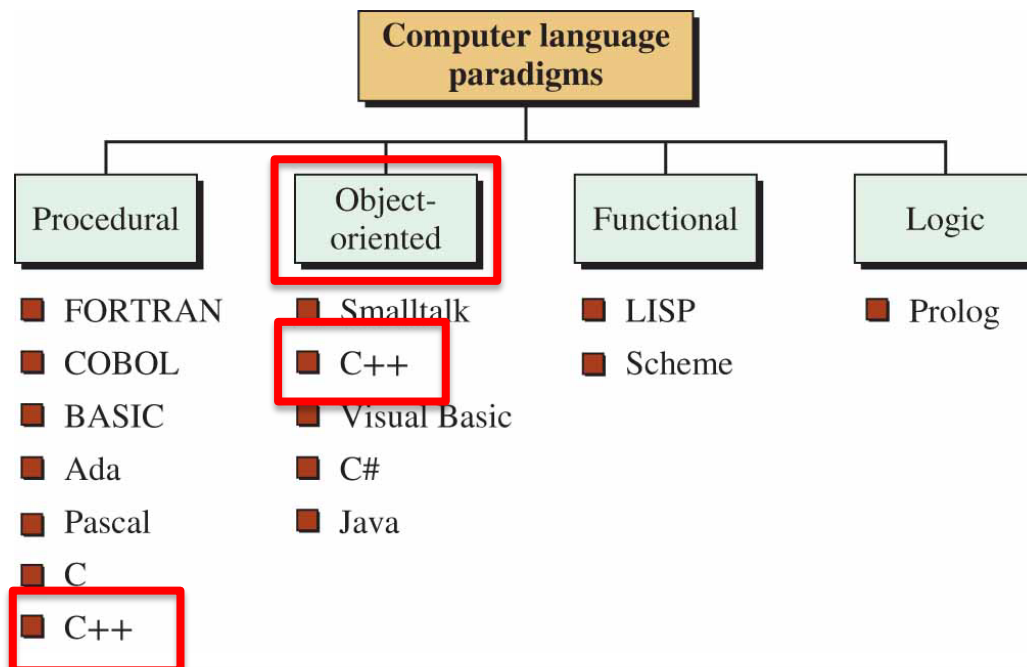 Computer language
paradigms
Procedural
Object-
oriented
Functional
Logic
FORTRAN
COBOL
BASIC
Ada
Pascal
C
C++
Smalltalk
C++
Visual Basic
C#
Java
LISP
Scheme
Prolog